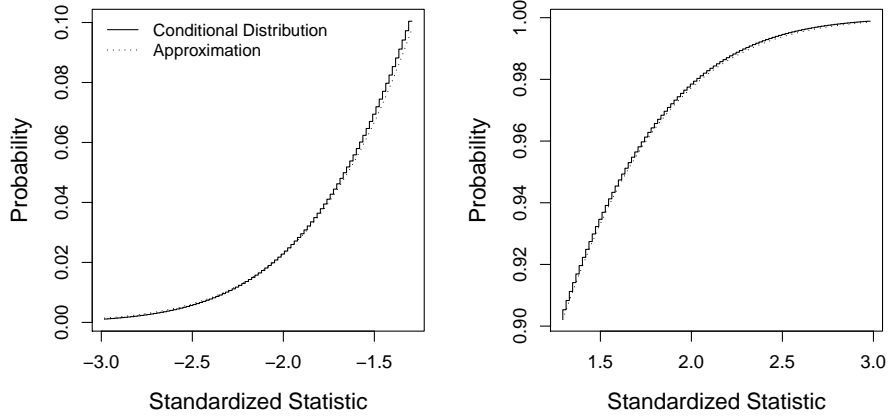 0.00
0.02
0.04
0.06
0.08
0.10
Probability
Conditional Distribution
Approximation
−3.0 −2.5 −2.0 −1.5
Standardized Statistic
0.90
0.92
0.94
0.96
0.98
1.00
Probability
1.5 2.0 2.5 3.0
Standardized Statistic